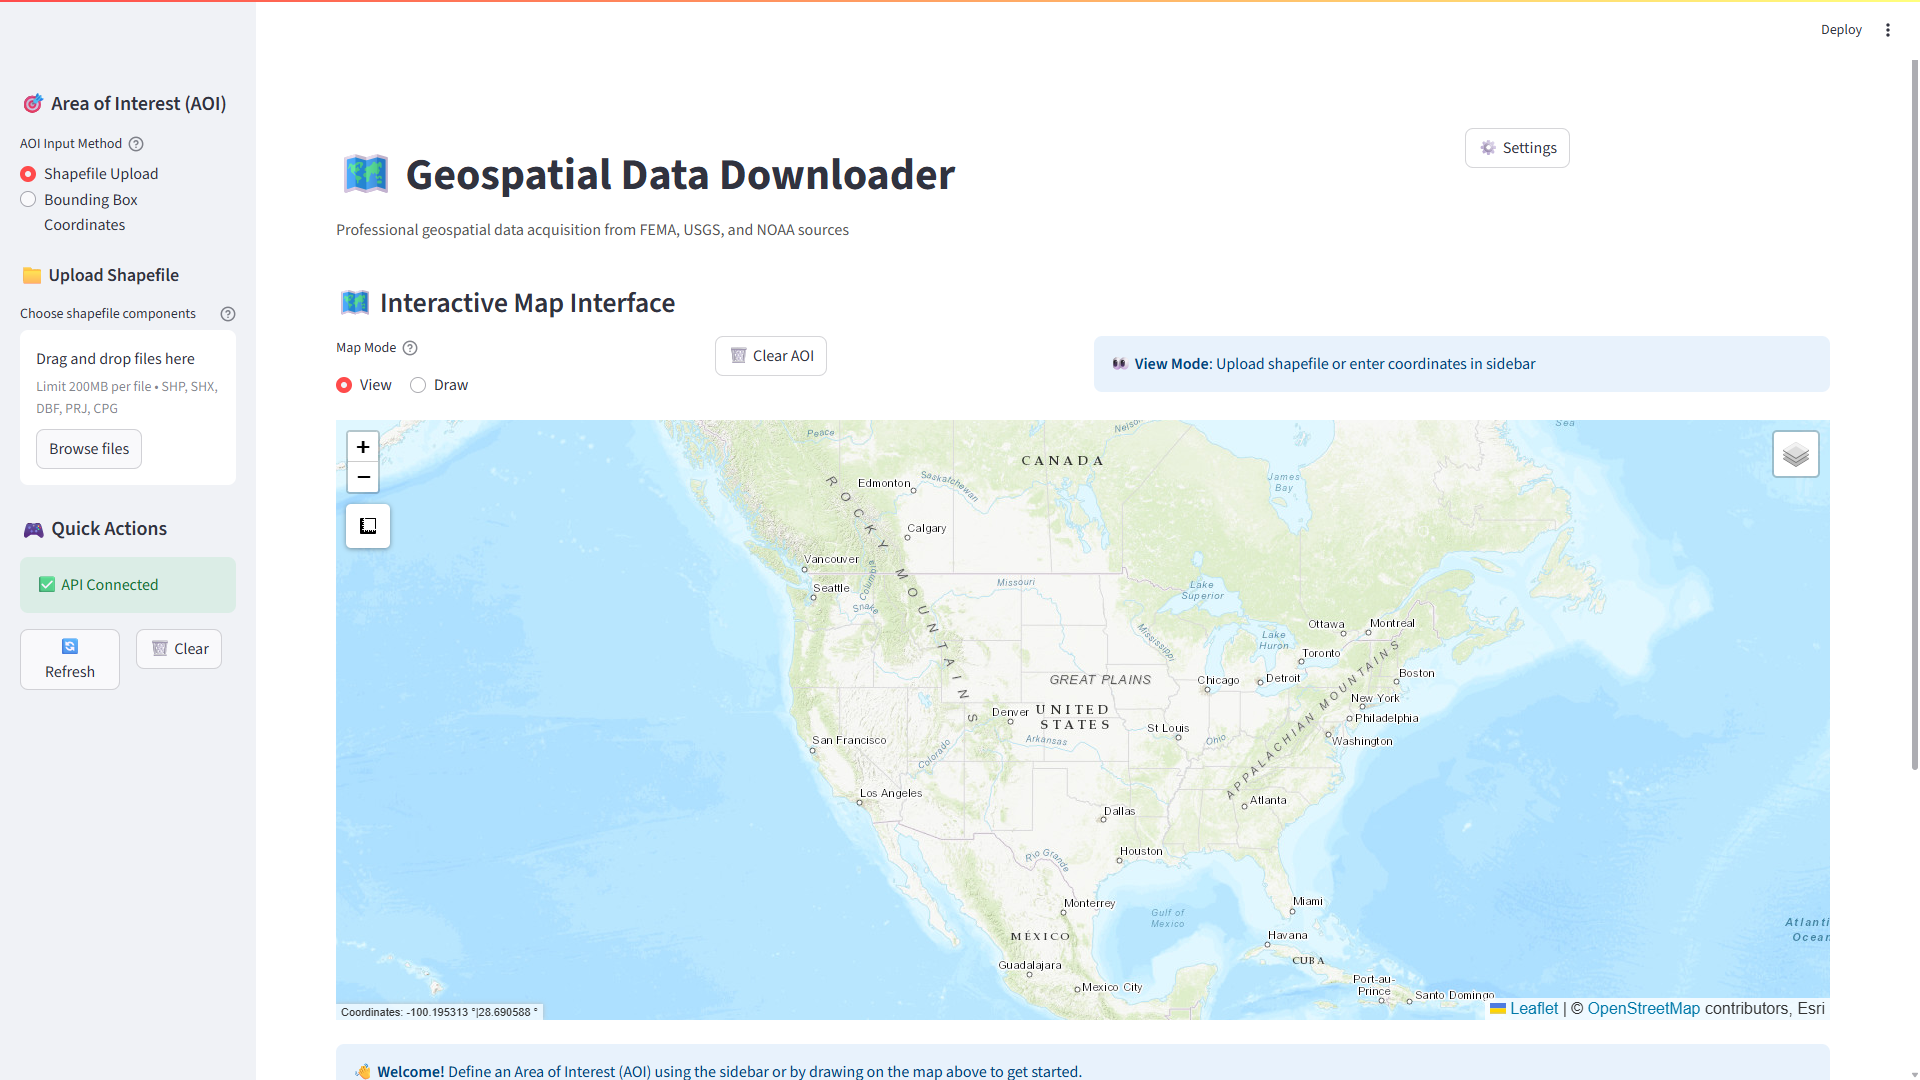 Deploy
Area of Interest (AOI)
AOI Input Method
Shapefile Upload
Bounding Box
Coordinates
Upload Shapefile
Choose shapefile components
Drag and drop files here
Limit 200MB per file • SHP, SHX,
DBF, PRJ, CPG
Browse files
Quick Actions
API Connected
Refresh
Clear
Geospatial Data Downloader
Settings
Professional geospatial data acquisition from FEMA, USGS, and NOAA sources
Interactive Map Interface
Map Mode
View
Draw
Clear AOI
View Mode: Upload shapefile or enter coordinates in sidebar
+
−
Peace
Nelson
Sea
CANADA
Edmonton
Saskatchewan
James
Bay
ROCKY MOUNTAINS
Calgary
Vancouver
Columbia
Seattle
Snake
Missouri
Lake
Superior
Mississippi
Lake
Huron
Ottawa
Montreal
Toronto
Boston
GREAT PLAINS
Chicago
Detroit
New York
Philadelphia
Denver
UNITED
STATES
St Louis
Ohio
Washington
San Francisco
Colorado
Arkansas
APPALACHIAN MOUNTAINS
Los Angeles
Atlanta
Dallas
Rio Grande
Houston
Monterrey
Gulf of
Mexico
Miami
MÉXICO
Havana
CUBA
Guadalajara
Mexico City
Port-au-
Prince
Santo Domingo
Atlanti
Ocean
Coordinates: -100.195313 °|28.690588 °
Leaflet | © OpenStreetMap contributors, Esri
Welcome! Define an Area of Interest (AOI) using the sidebar or by drawing on the map above to get started.